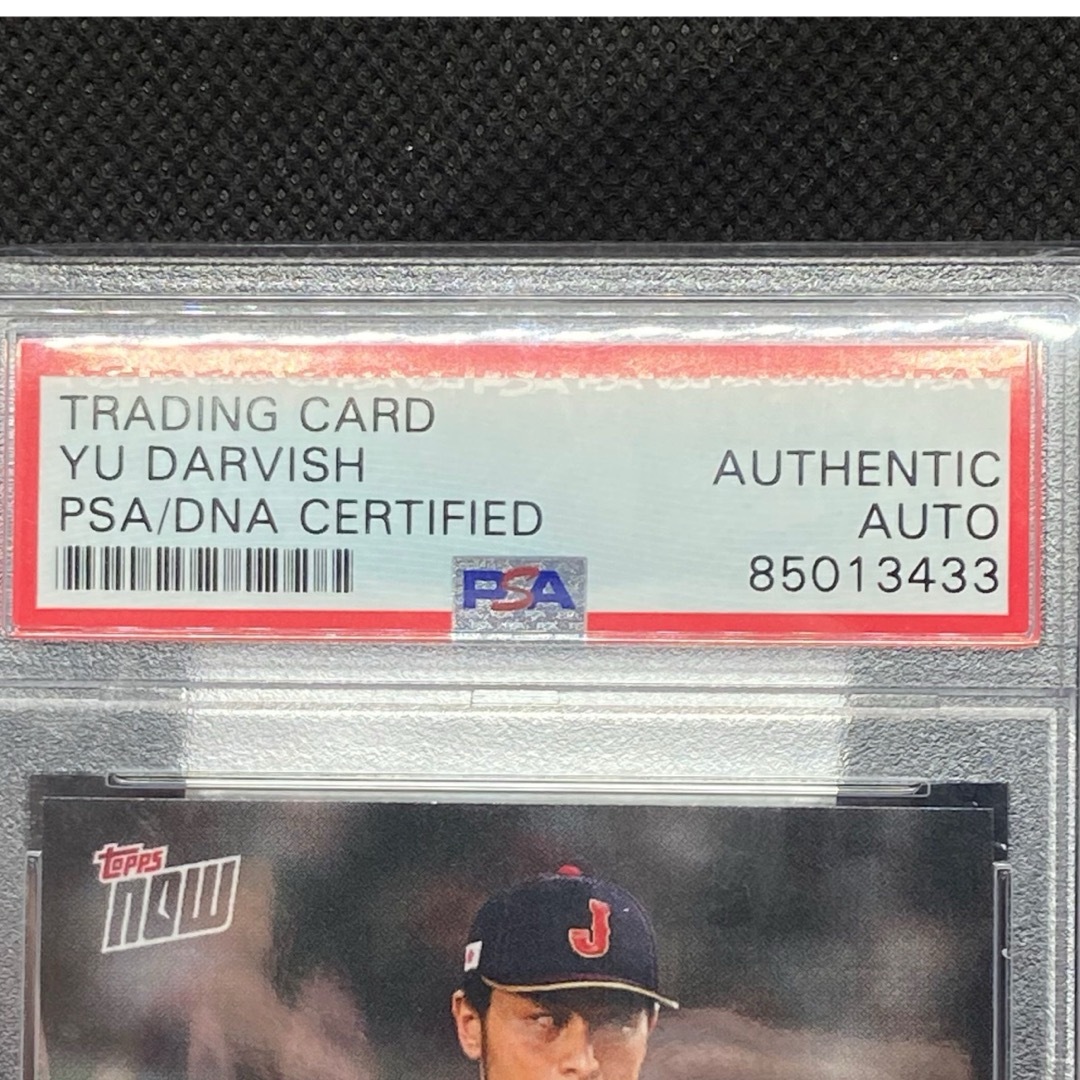 TRADING CARD
YU DARVISH
PSA/DNA CERTIFIED
AUTHENTIC
AUTO
85013433
PSA
topps
NOW
J